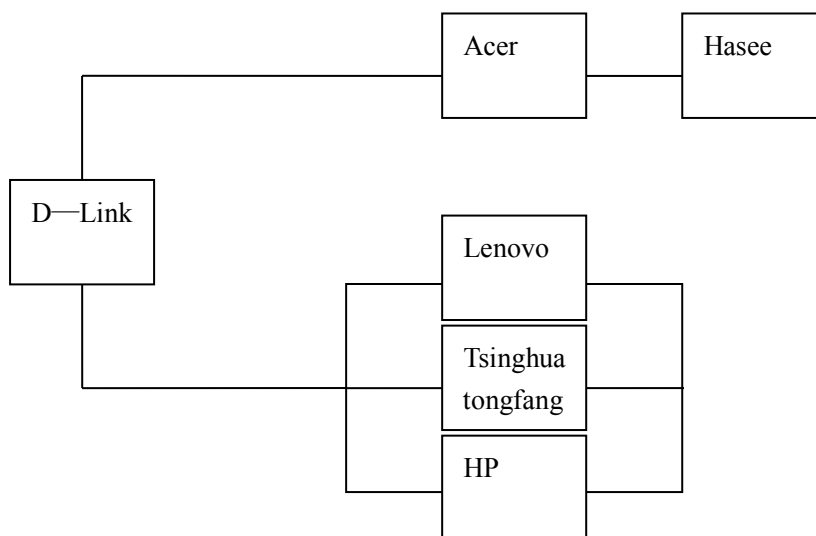 Acer
Hasee
D—Link
Lenovo
Tsinghua
tongfang
HP